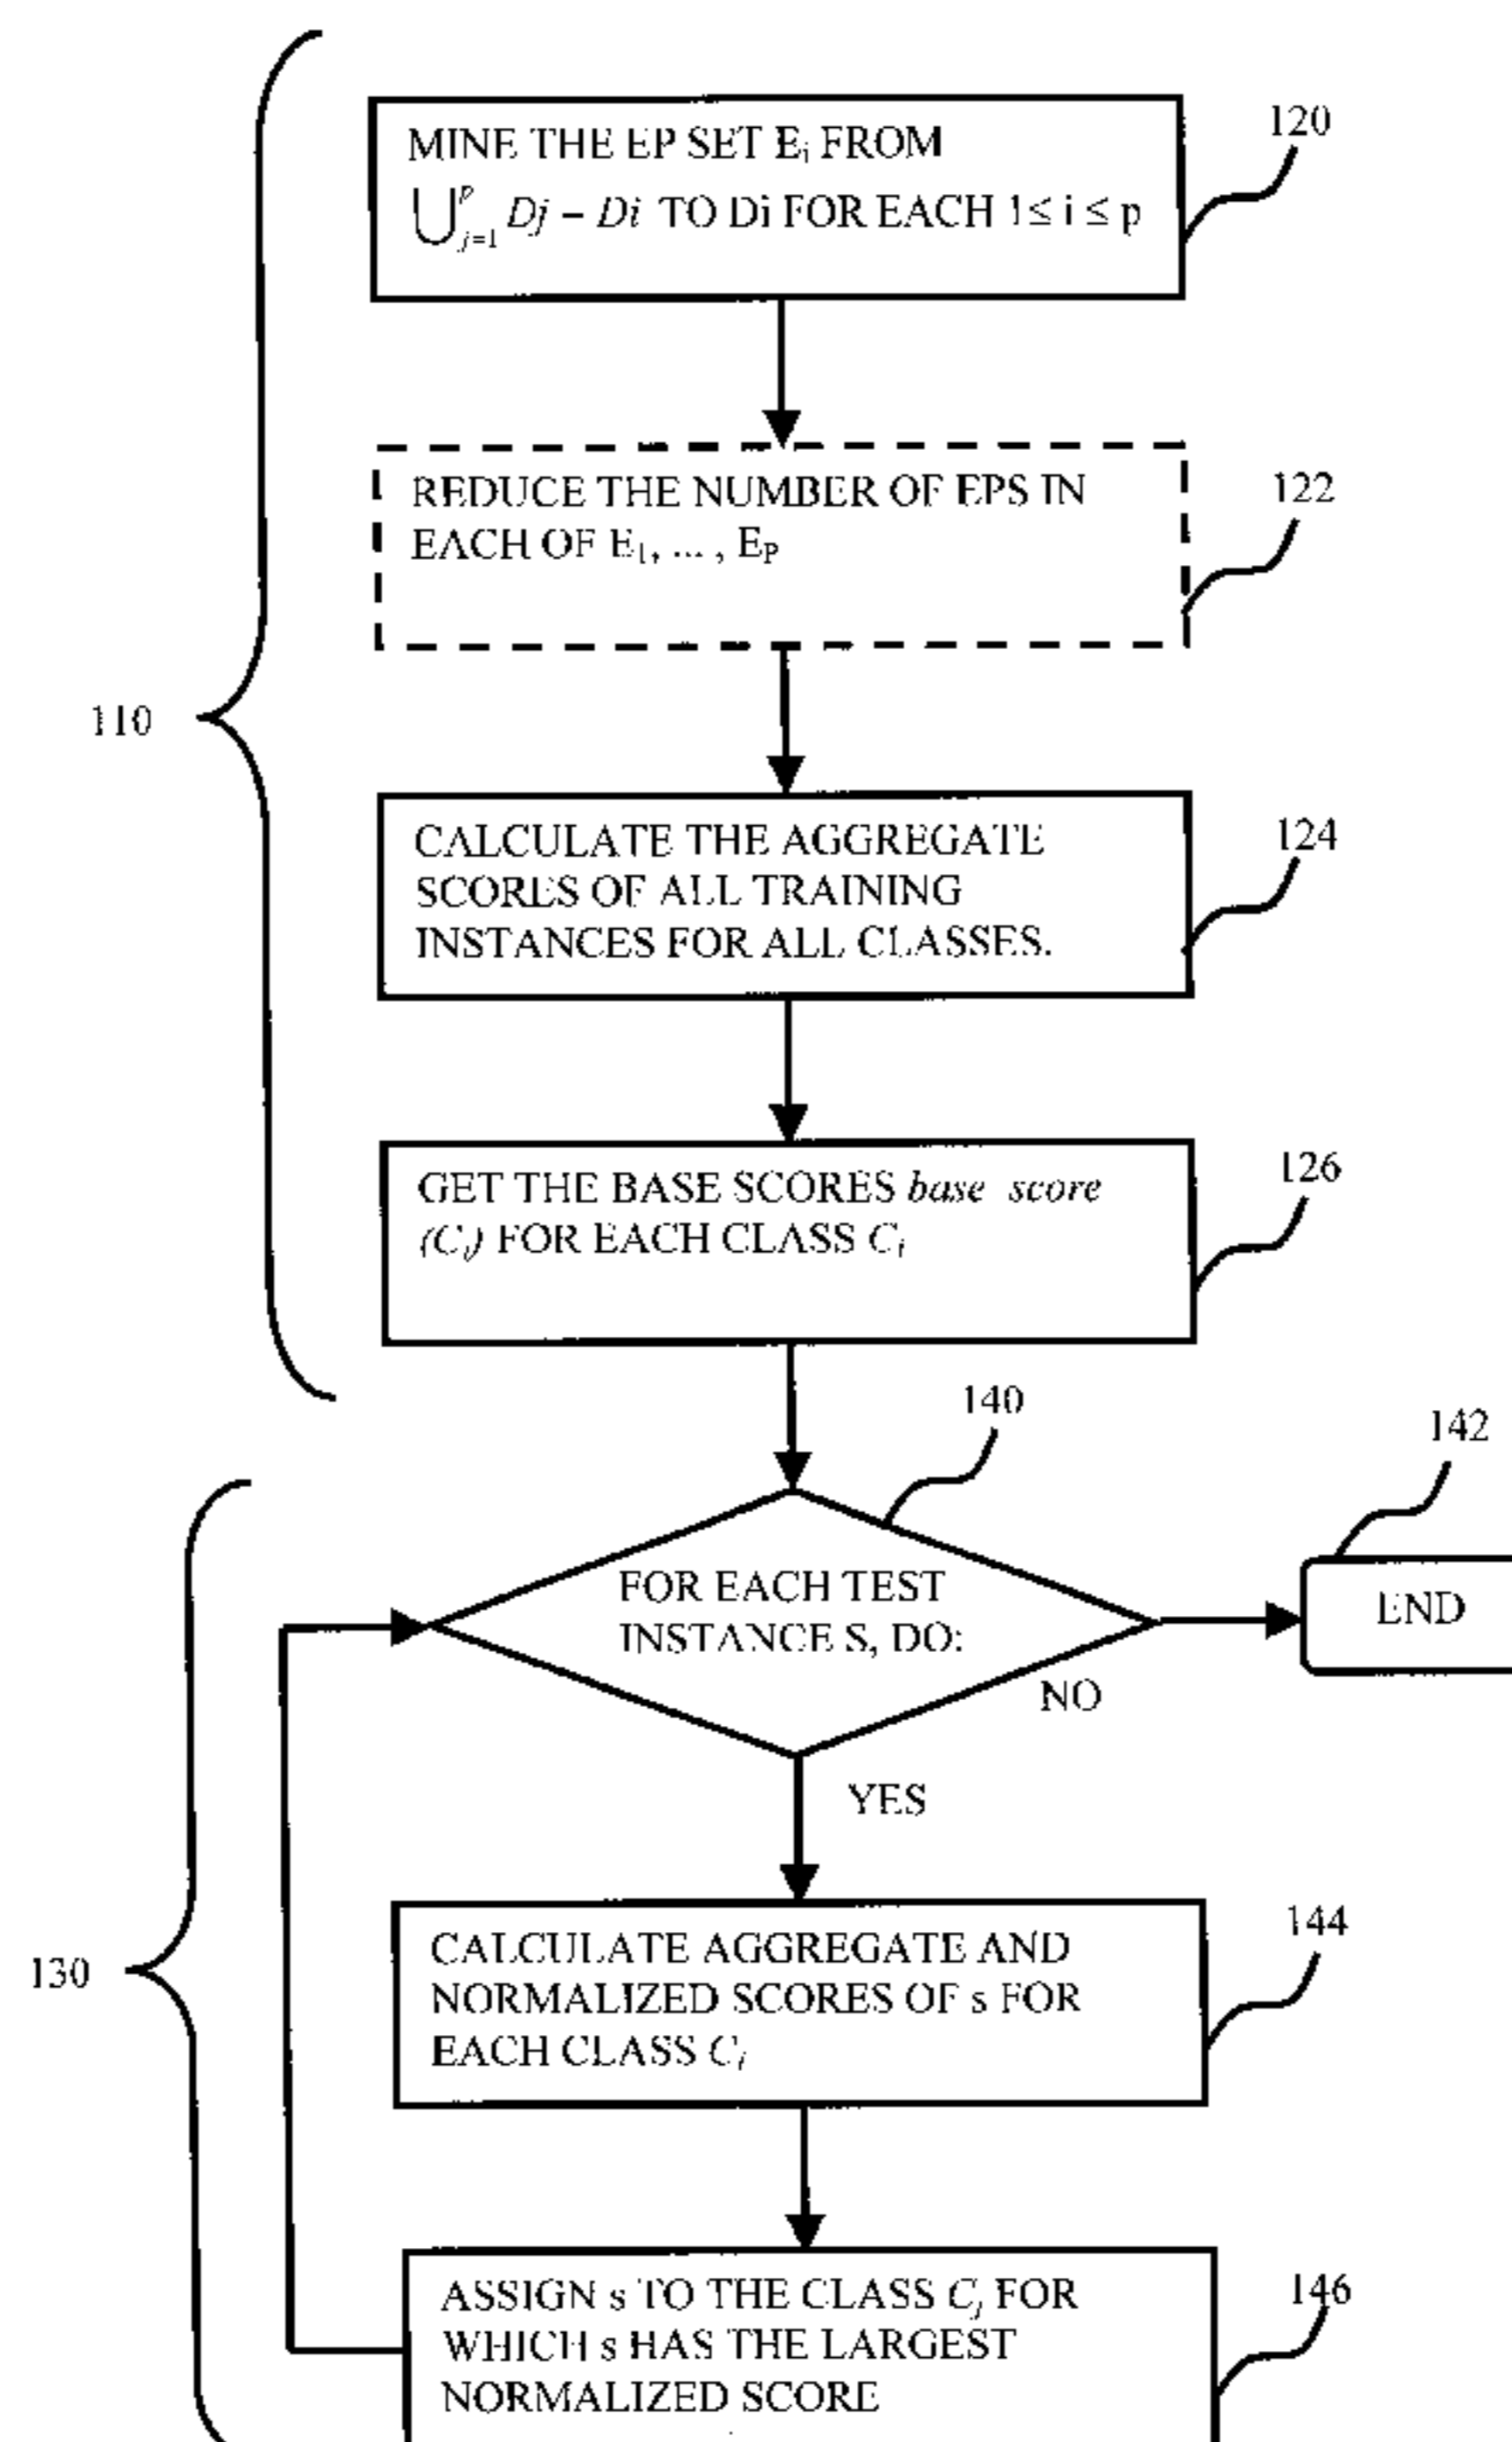 MINE THE EP SET Ei FROM
⋃_{j=1}^{p} Dj – Di TO Di FOR EACH 1≤ i ≤ p
120
REDUCE THE NUMBER OF EPS IN
EACH OF E1, ... , EP
122
110
CALCULATE THE AGGREGATE
SCORES OF ALL TRAINING
INSTANCES FOR ALL CLASSES.
124
GET THE BASE SCORES base score
(Ci) FOR EACH CLASS Ci
126
140
142
FOR EACH TEST
INSTANCE S, DO:
END
NO
YES
130
CALCULATE AGGREGATE AND
NORMALIZED SCORES OF s FOR
EACH CLASS Ci
144
ASSIGN s TO THE CLASS Cj FOR
WHICH s HAS THE LARGEST
NORMALIZED SCORE
146